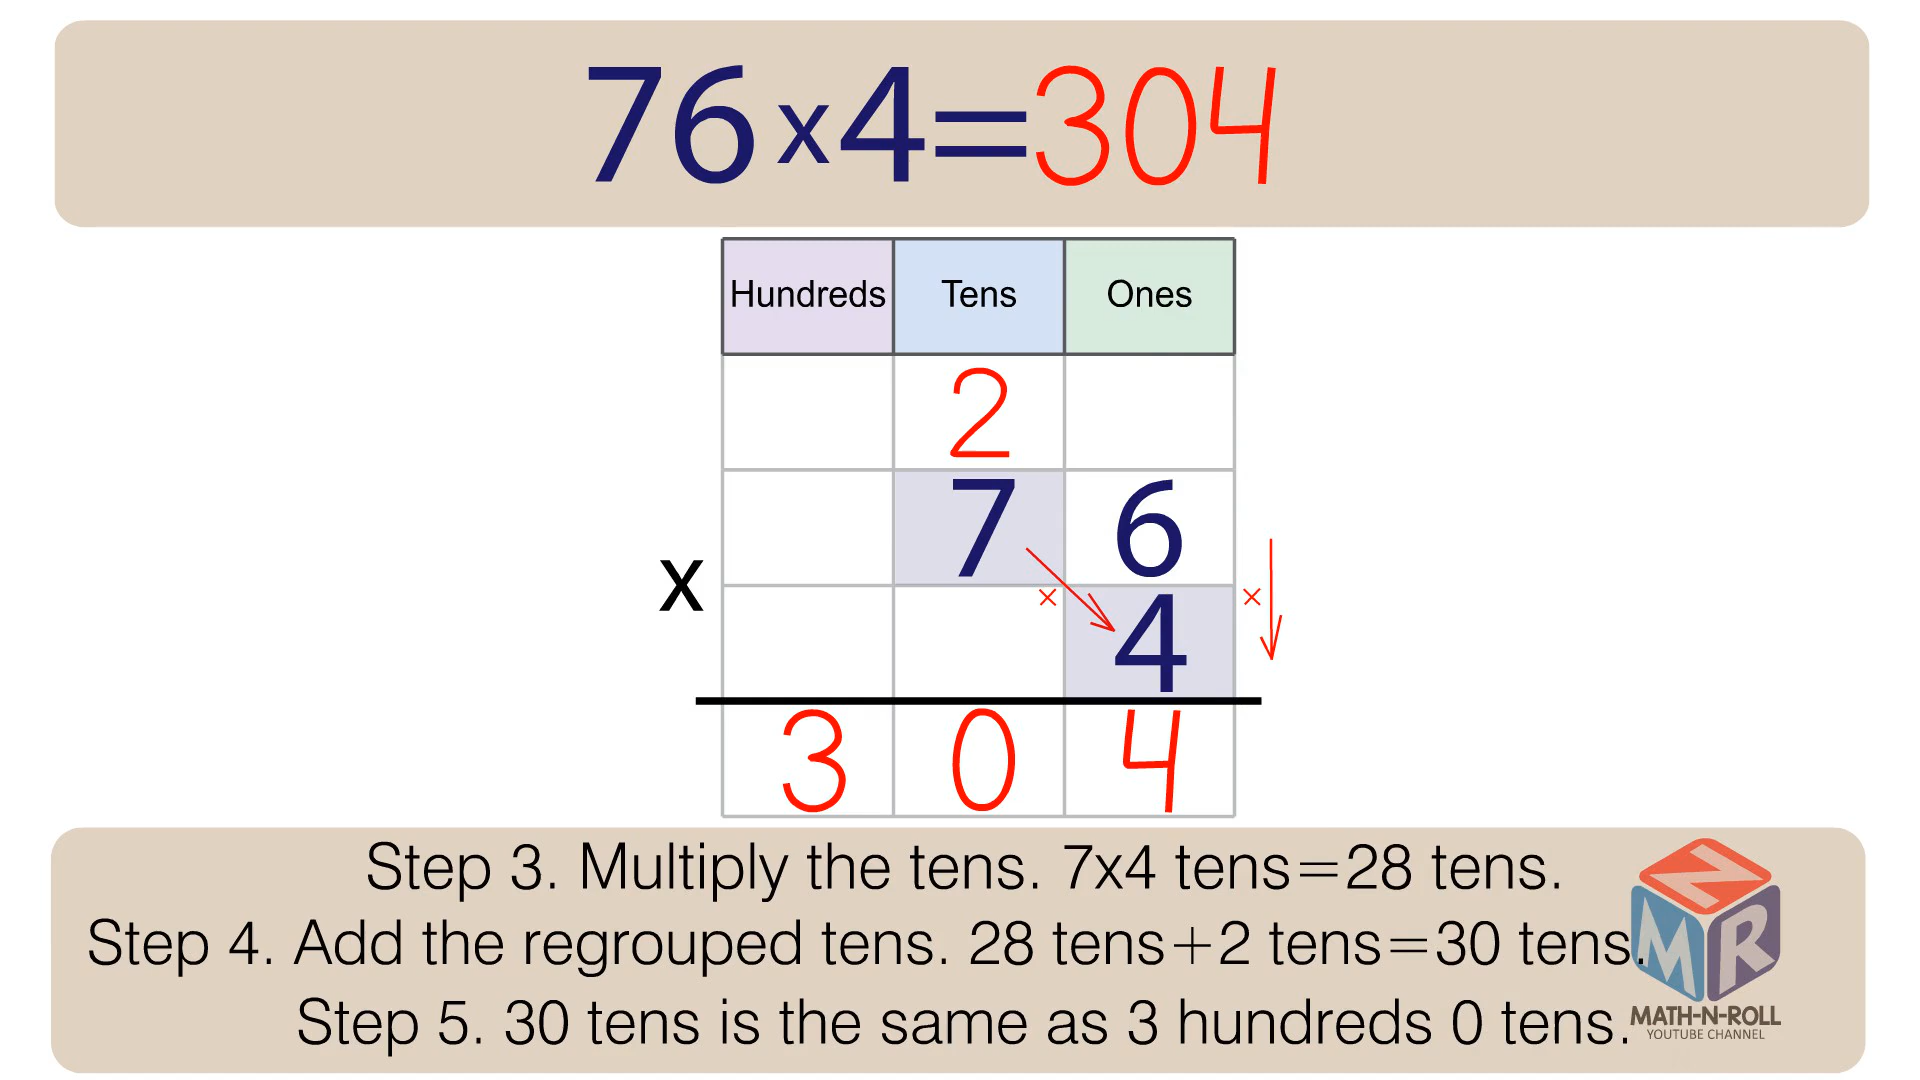 76x4=304
Hundreds Tens Ones
2
7 6
x
× ×
4
3 0 4
Step 3. Multiply the tens. 7x4 tens=28 tens.
Step 4. Add the regrouped tens. 28 tens+2 tens=30 tens.
Step 5. 30 tens is the same as 3 hundreds 0 tens.
N
M R
MATH-N-ROLL
YOUTUBE CHANNEL